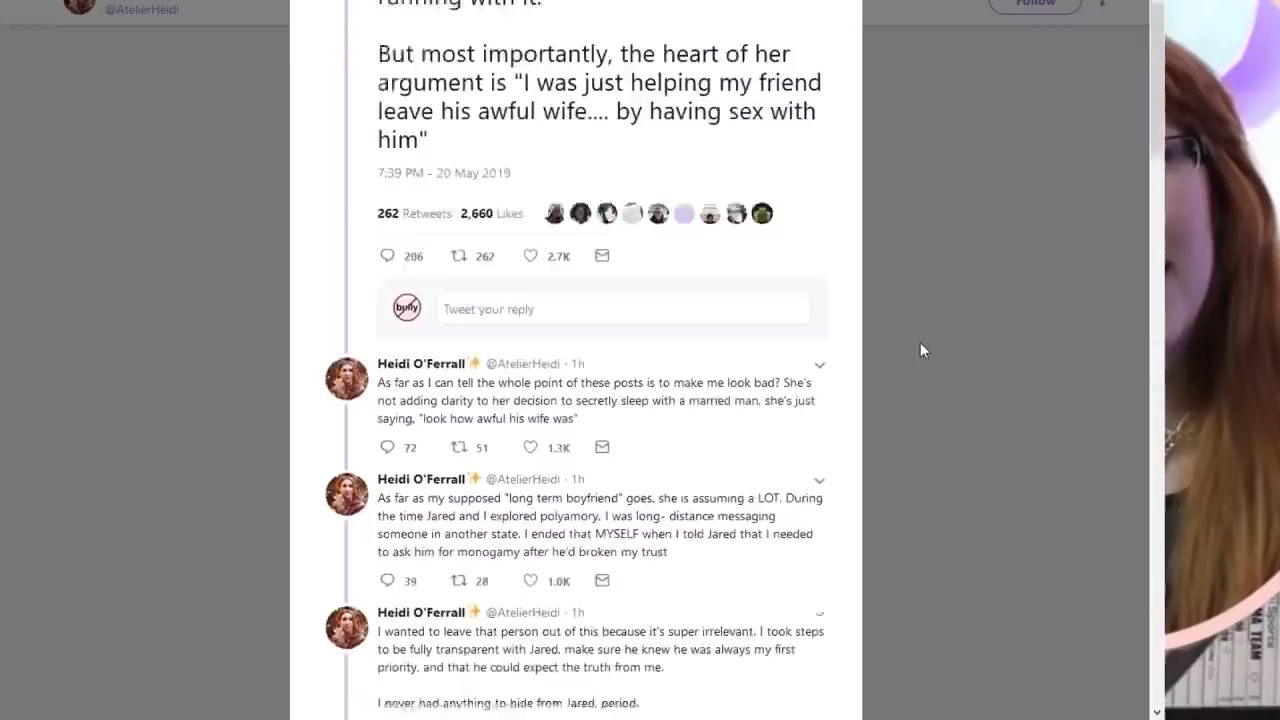 @AtelierHeidi
Follow
running with it.
But most importantly, the heart of her
argument is "I was just helping my friend
leave his awful wife.... by having sex with
him"
7:39 PM - 20 May 2019
262 Retweets 2,660 Likes
206 262 2.7K
bully
Tweet your reply
Heidi O'Ferrall✨ @AtelierHeidi · 1h
As far as I can tell the whole point of these posts is to make me look bad? She's
not adding clarity to her decision to secretly sleep with a married man, she's just
saying, "look how awful his wife was"
72 51 1.3K
Heidi O'Ferrall✨ @AtelierHeidi · 1h
As far as my supposed "long term boyfriend" goes, she is assuming a LOT. During
the time Jared and I explored polyamory, I was long- distance messaging
someone in another state. I ended that MYSELF when I told Jared that I needed
to ask him for monogamy after he'd broken my trust
39 28 1.0K
Heidi O'Ferrall✨ @AtelierHeidi · 1h
I wanted to leave that person out of this because it's super irrelevant. I took steps
to be fully transparent with Jared, make sure he knew he was always my first
priority, and that he could expect the truth from me.
I never had anything to hide from Jared, period.